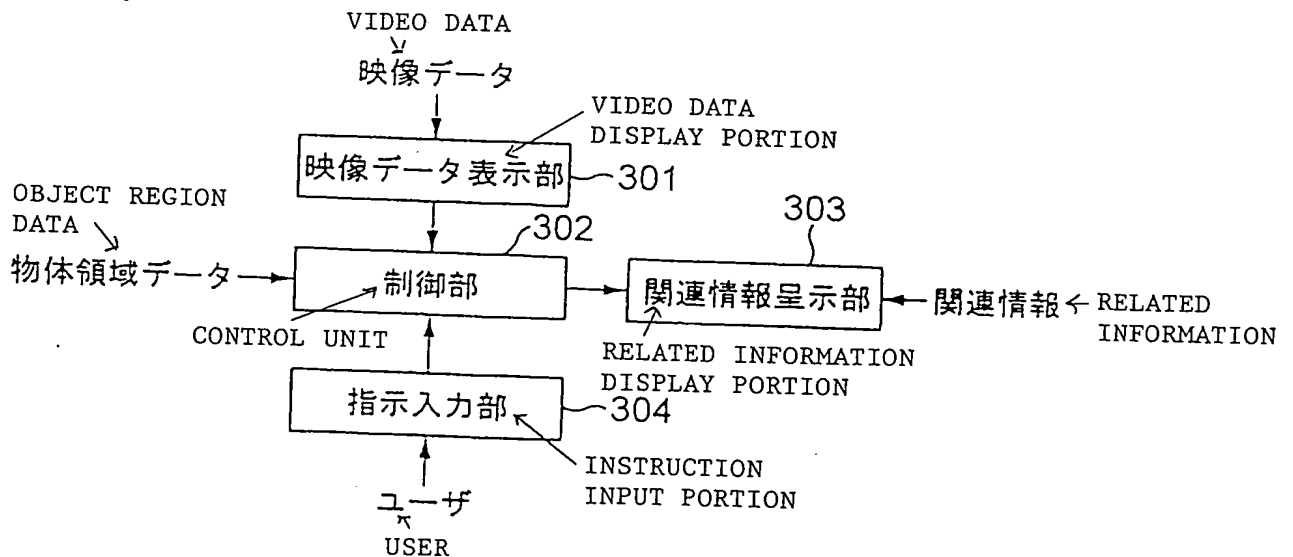 VIDEO DATA
映像データ
VIDEO DATA
DISPLAY PORTION
映像データ表示部
301
OBJECT REGION
DATA
物体領域データ
302
制御部
CONTROL UNIT
303
関連情報呈示部
関連情報
RELATED
INFORMATION
RELATED INFORMATION
DISPLAY PORTION
指示入力部
304
INSTRUCTION
INPUT PORTION
ユーザ
USER